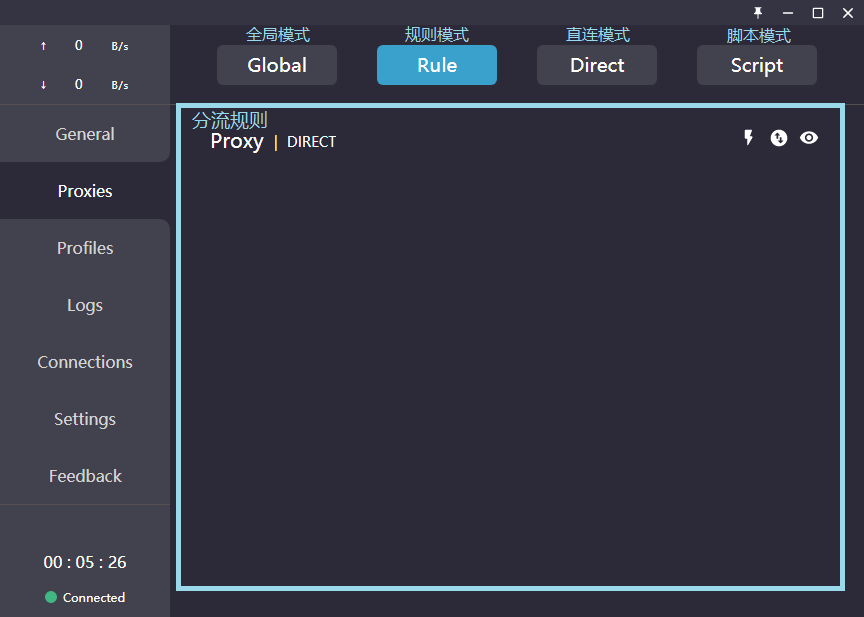 全局模式 规则模式 直连模式 脚本模式
↑ 0 B/s
Global Rule Direct Script
↓ 0 B/s
分流规则
Proxy | DIRECT
General
Proxies
Profiles
Logs
Connections
Settings
Feedback
00 : 05 : 26
Connected